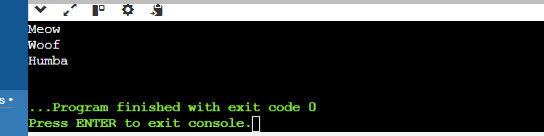 Meow
Woof
Humba
s
...Program finished with exit code 0
Press ENTER to exit console.